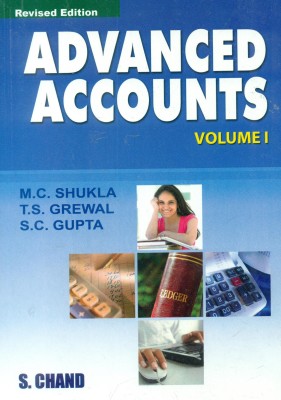 Revised Edition
ADVANCED
ACCOUNTS
VOLUME I
M.C. SHUKLA
T.S. GREWAL
S.C. GUPTA
LEDGER
S. CHAND